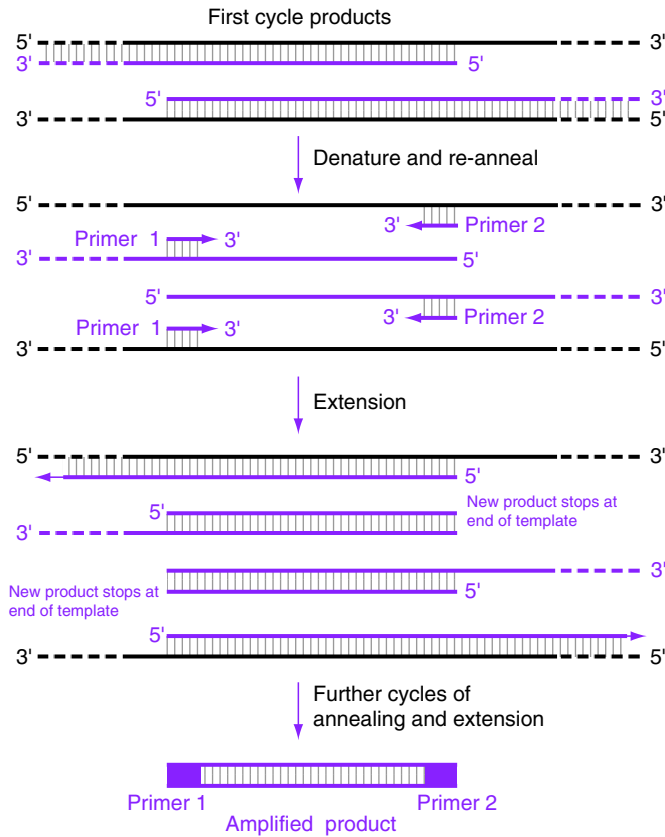 First cycle products
5' 3'
3' 5'
5' 3'
3' 5'
Denature and re-anneal
5' 3'
3' Primer 2
Primer 1 3'
3' 5'
5' 3'
3' Primer 2
Primer 1 3'
3' 5'
Extension
5' 3'
5'
5' New product stops at
end of template
3'
3'
New product stops at
end of template
5'
5'
3' 5'
Further cycles of
annealing and extension
Primer 1 Primer 2
Amplified product